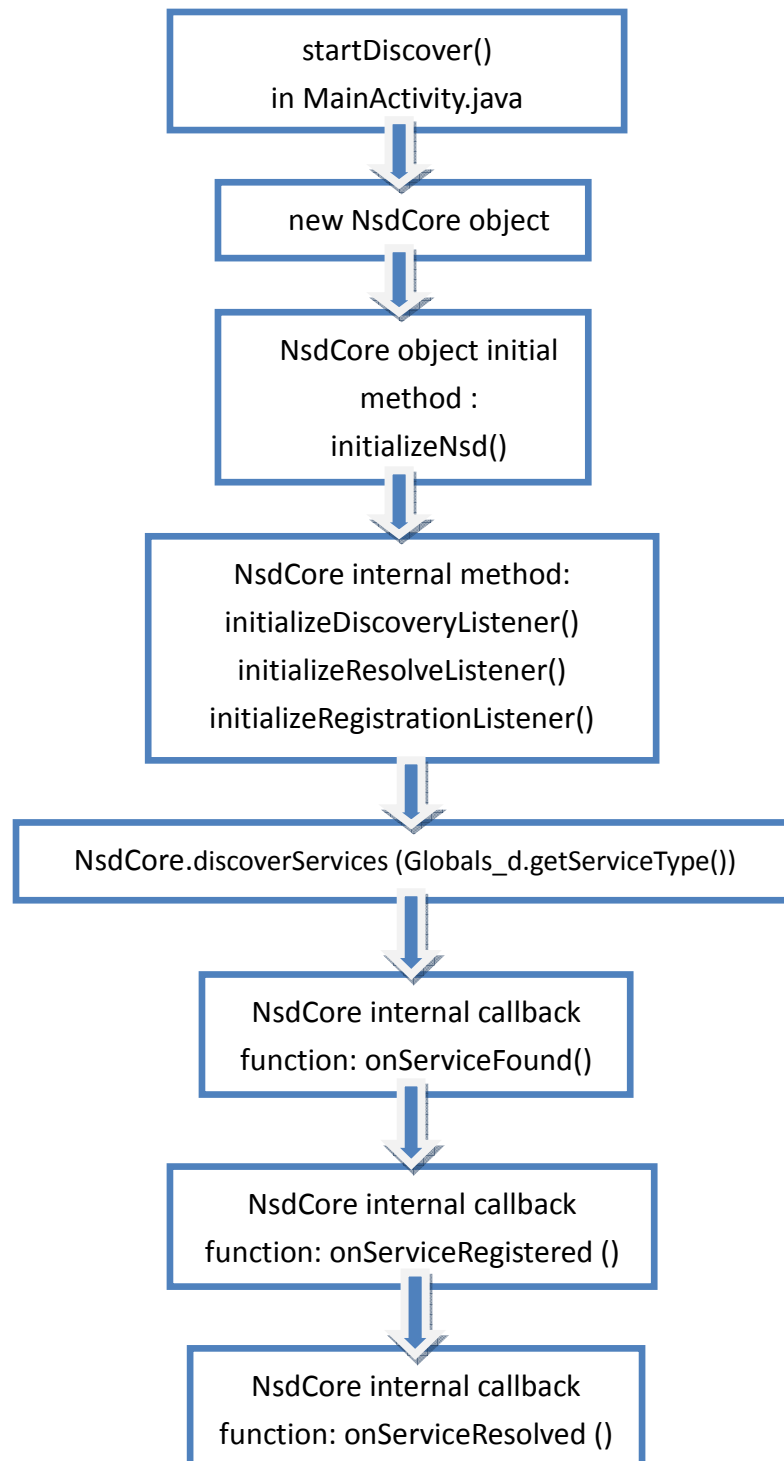 startDiscover()
in MainActivity.java
new NsdCore object
NsdCore object initial
method :
initializeNsd()
NsdCore internal method:
initializeDiscoveryListener()
initializeResolveListener()
initializeRegistrationListener()
NsdCore.discoverServices (Globals_d.getServiceType())
NsdCore internal callback
function: onServiceFound()
NsdCore internal callback
function: onServiceRegistered ()
NsdCore internal callback
function: onServiceResolved ()